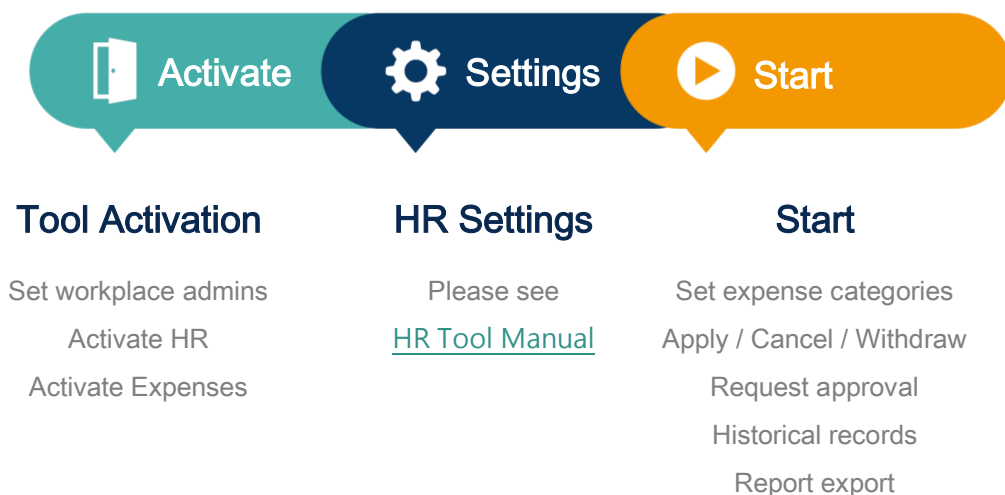 Activate
Settings
Start
Tool Activation
Set workplace admins
Activate HR
Activate Expenses
HR Settings
Please see
HR Tool Manual
Start
Set expense categories
Apply / Cancel / Withdraw
Request approval
Historical records
Report export